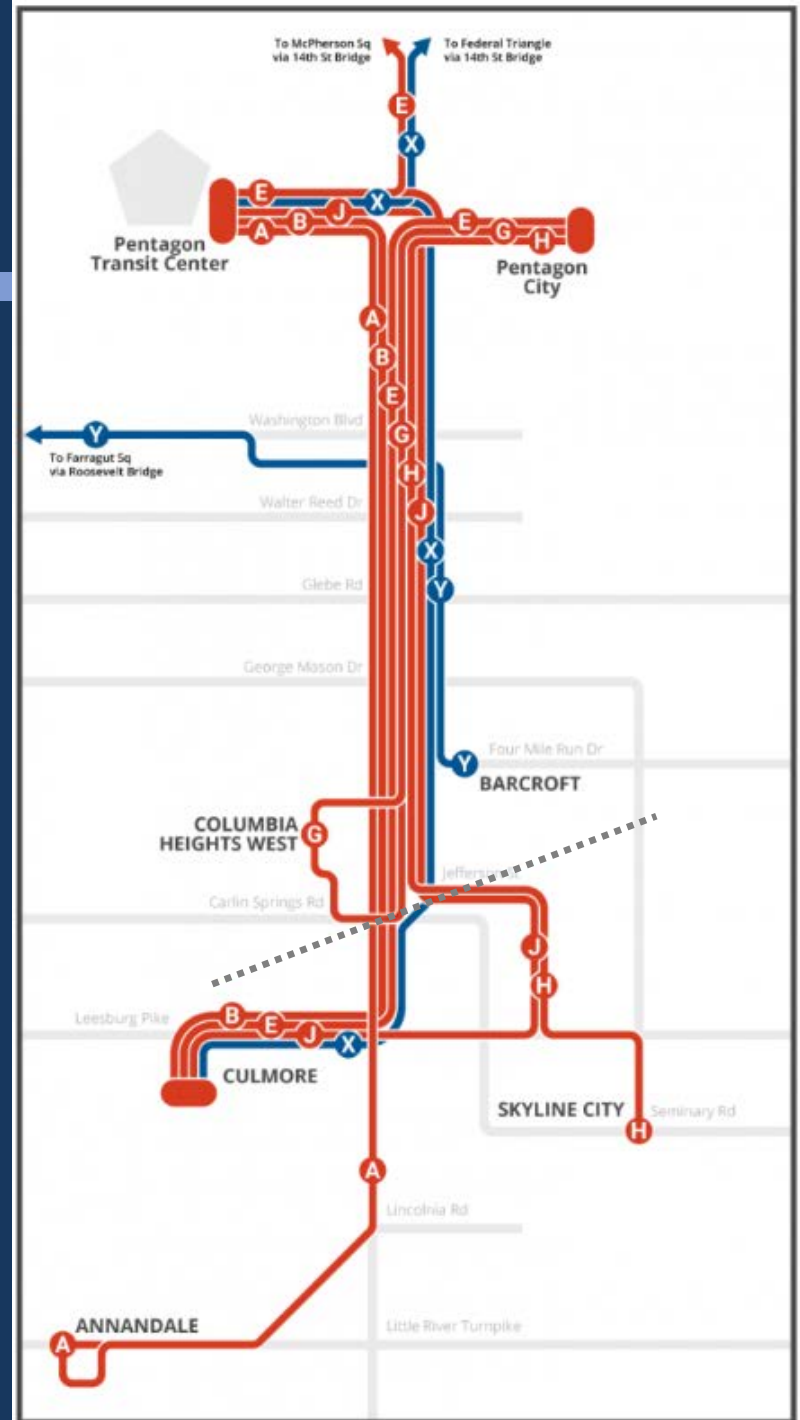 To McPherson Sq
via 14th St Bridge
To Federal Triangle
via 14th St Bridge
E
X
E
X
J
B
A
E
G
H
Pentagon
Transit Center
Pentagon
City
A
B
E
G
H
J
X
Y
Washington Blvd
Y
To Farragut Sq
via Roosevelt Bridge
Walter Reed Dr
Glebe Rd
George Mason Dr
Four Mile Run Dr
Y
BARCROFT
COLUMBIA
HEIGHTS WEST
G
Jefferson St
Carlin Springs Rd
J
H
Leesburg Pike
B
E
J
X
CULMORE
SKYLINE CITY
Seminary Rd
H
A
Lincolnia Rd
ANNANDALE
Little River Turnpike
A